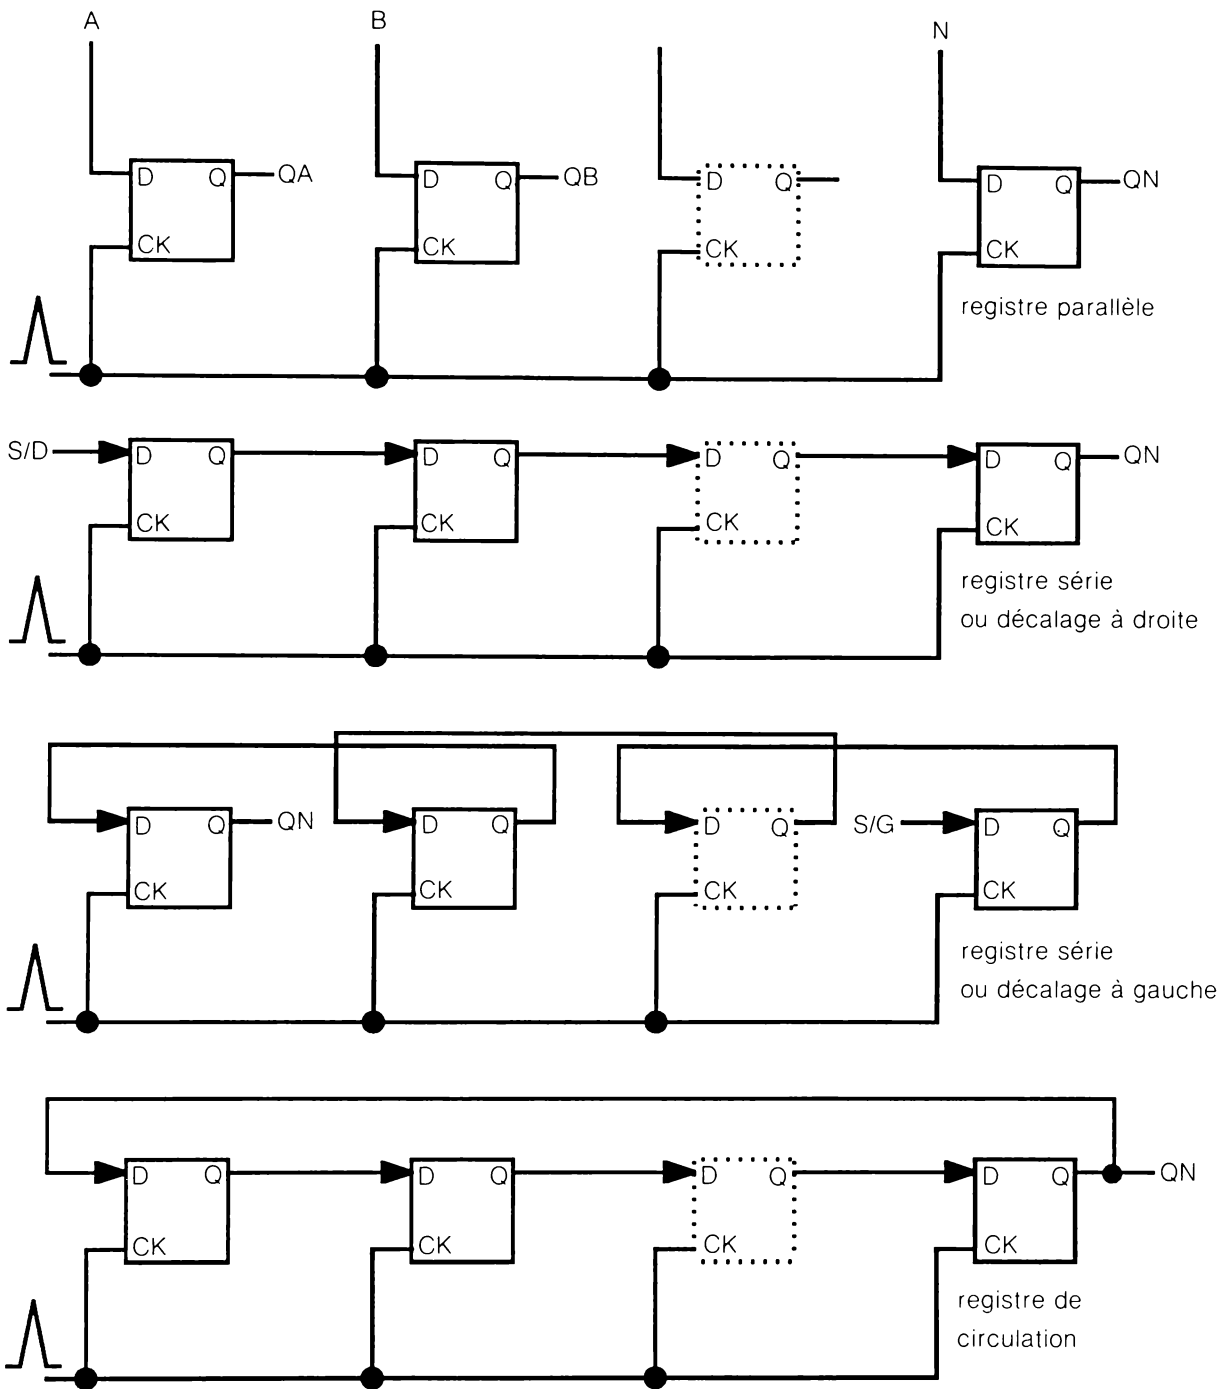 A B N
D Q QA D Q QB D Q D Q QN
CK CK CK CK
registre parallèle
S/D D Q D Q D Q D Q QN
CK CK CK CK
registre série
ou décalage à droite
D Q QN D Q D Q S/G D Q
CK CK CK CK
registre série
ou décalage à gauche
D Q D Q D Q D Q QN
CK CK CK CK
registre de
circulation